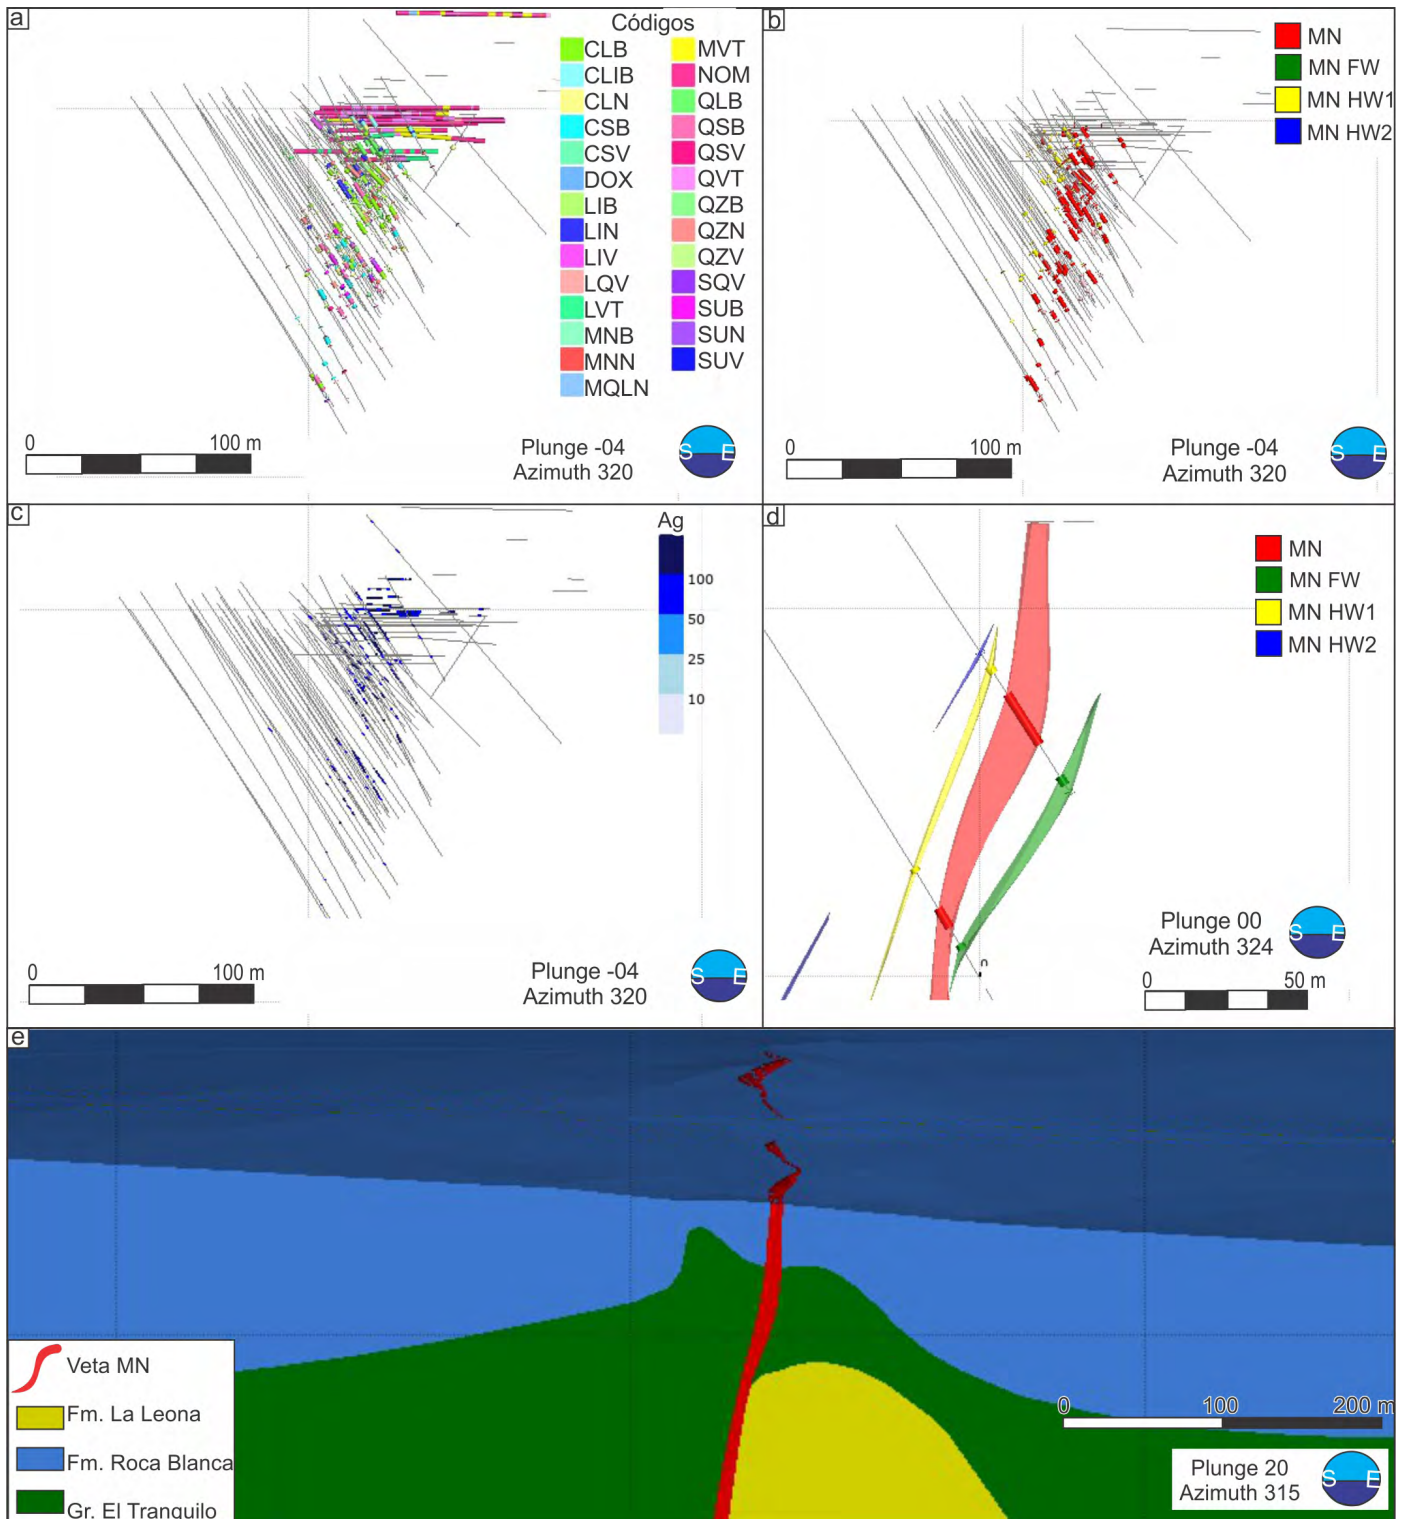 a
Códigos
CLB
CLIB
CLN
CSB
CSV
DOX
LIB
LIN
LIV
LQV
LVT
MNB
MNN
MQLN
MVT
NOM
QLB
QSB
QSV
QVT
QZB
QZN
QZV
SQV
SUB
SUN
SUV
0 100 m
Plunge -04
Azimuth 320
S E
b
MN
MN FW
MN HW1
MN HW2
0 100 m
Plunge -04
Azimuth 320
S E
c
Ag
100
50
25
10
0 100 m
Plunge -04
Azimuth 320
S E
d
MN
MN FW
MN HW1
MN HW2
Plunge 00
Azimuth 324
S E
0 50 m
e
Veta MN
Fm. La Leona
Fm. Roca Blanca
Gr. El Tranquilo
0 100 200 m
Plunge 20
Azimuth 315
S E